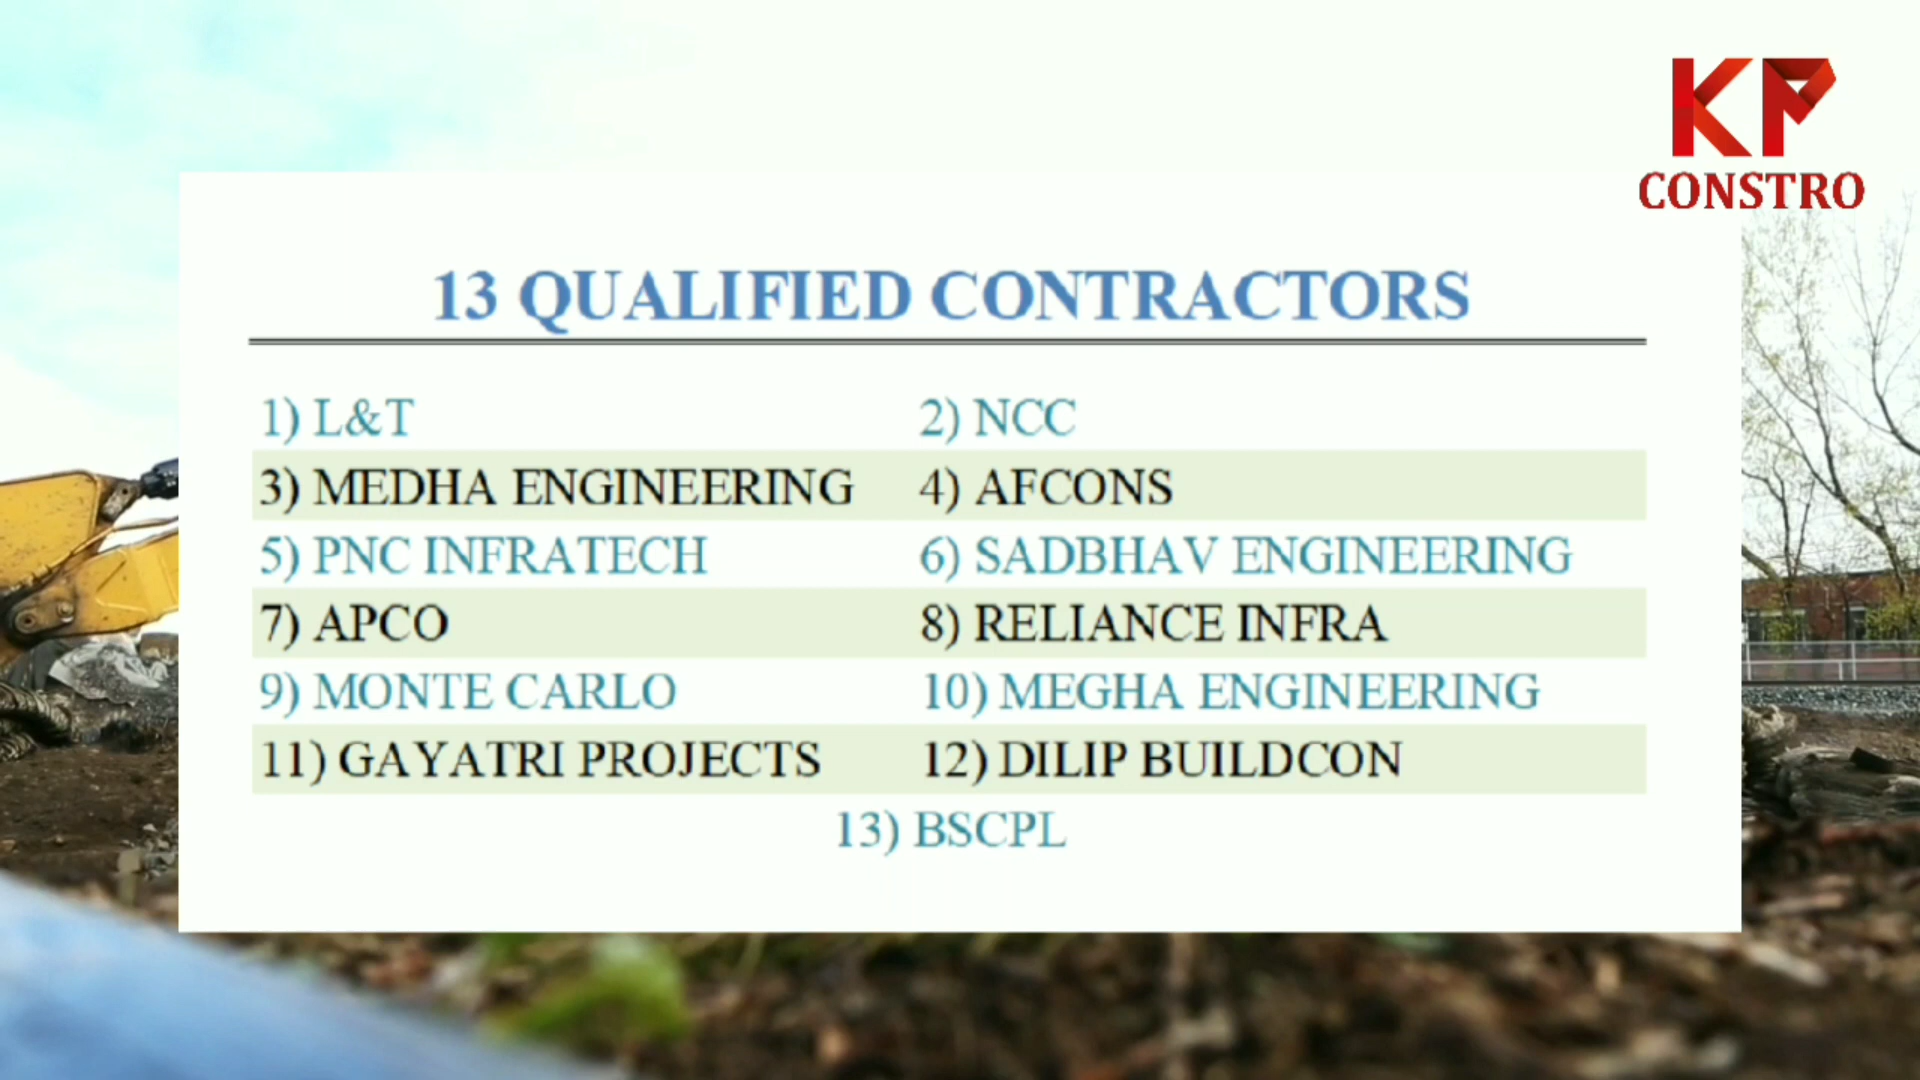 KP
CONSTRO
13 QUALIFIED CONTRACTORS
1) L&T 2) NCC
3) MEDHA ENGINEERING 4) AFCONS
5) PNC INFRATECH 6) SADBHAV ENGINEERING
7) APCO 8) RELIANCE INFRA
9) MONTE CARLO 10) MEGHA ENGINEERING
11) GAYATRI PROJECTS 12) DILIP BUILDCON
13) BSCPL